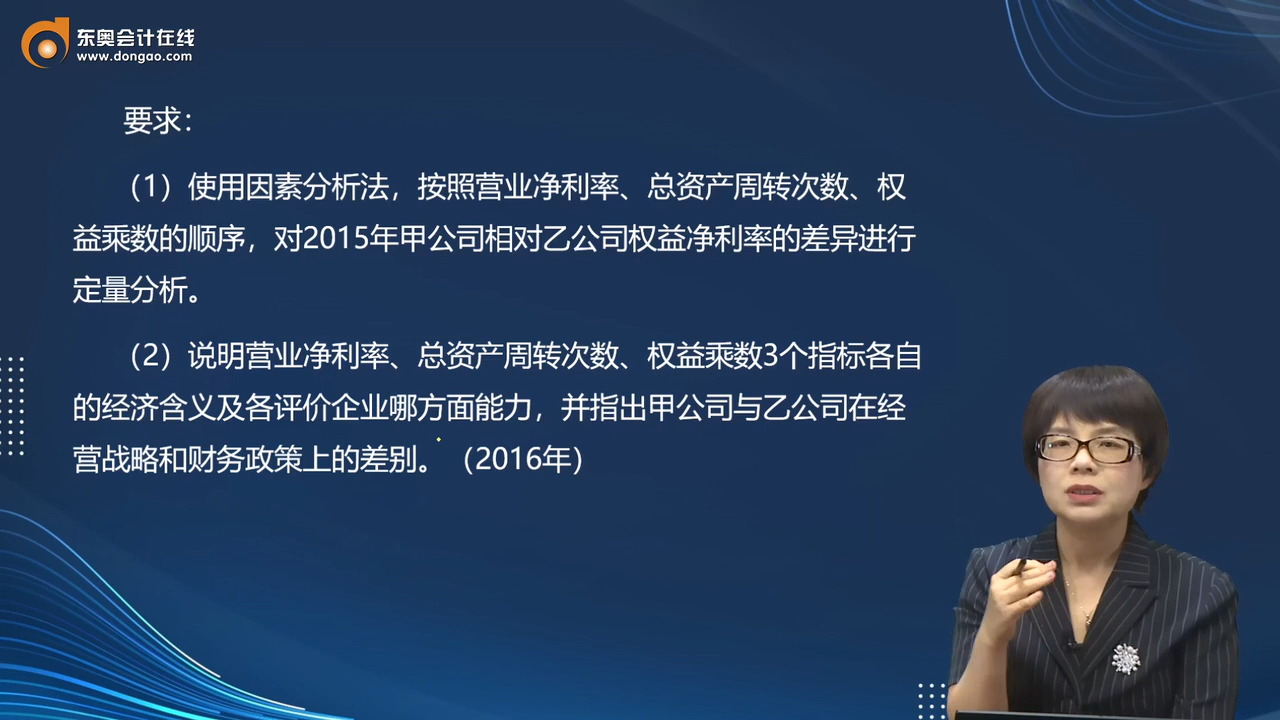 东奥会计在线
www.dongao.com
要求：
（1）使用因素分析法，按照营业净利率、总资产周转次数、权
益乘数的顺序，对2015年甲公司相对乙公司权益净利率的差异进行
定量分析。
（2）说明营业净利率、总资产周转次数、权益乘数3个指标各自
的经济含义及各评价企业哪方面能力，并指出甲公司与乙公司在经
营战略和财务政策上的差别。（2016年）